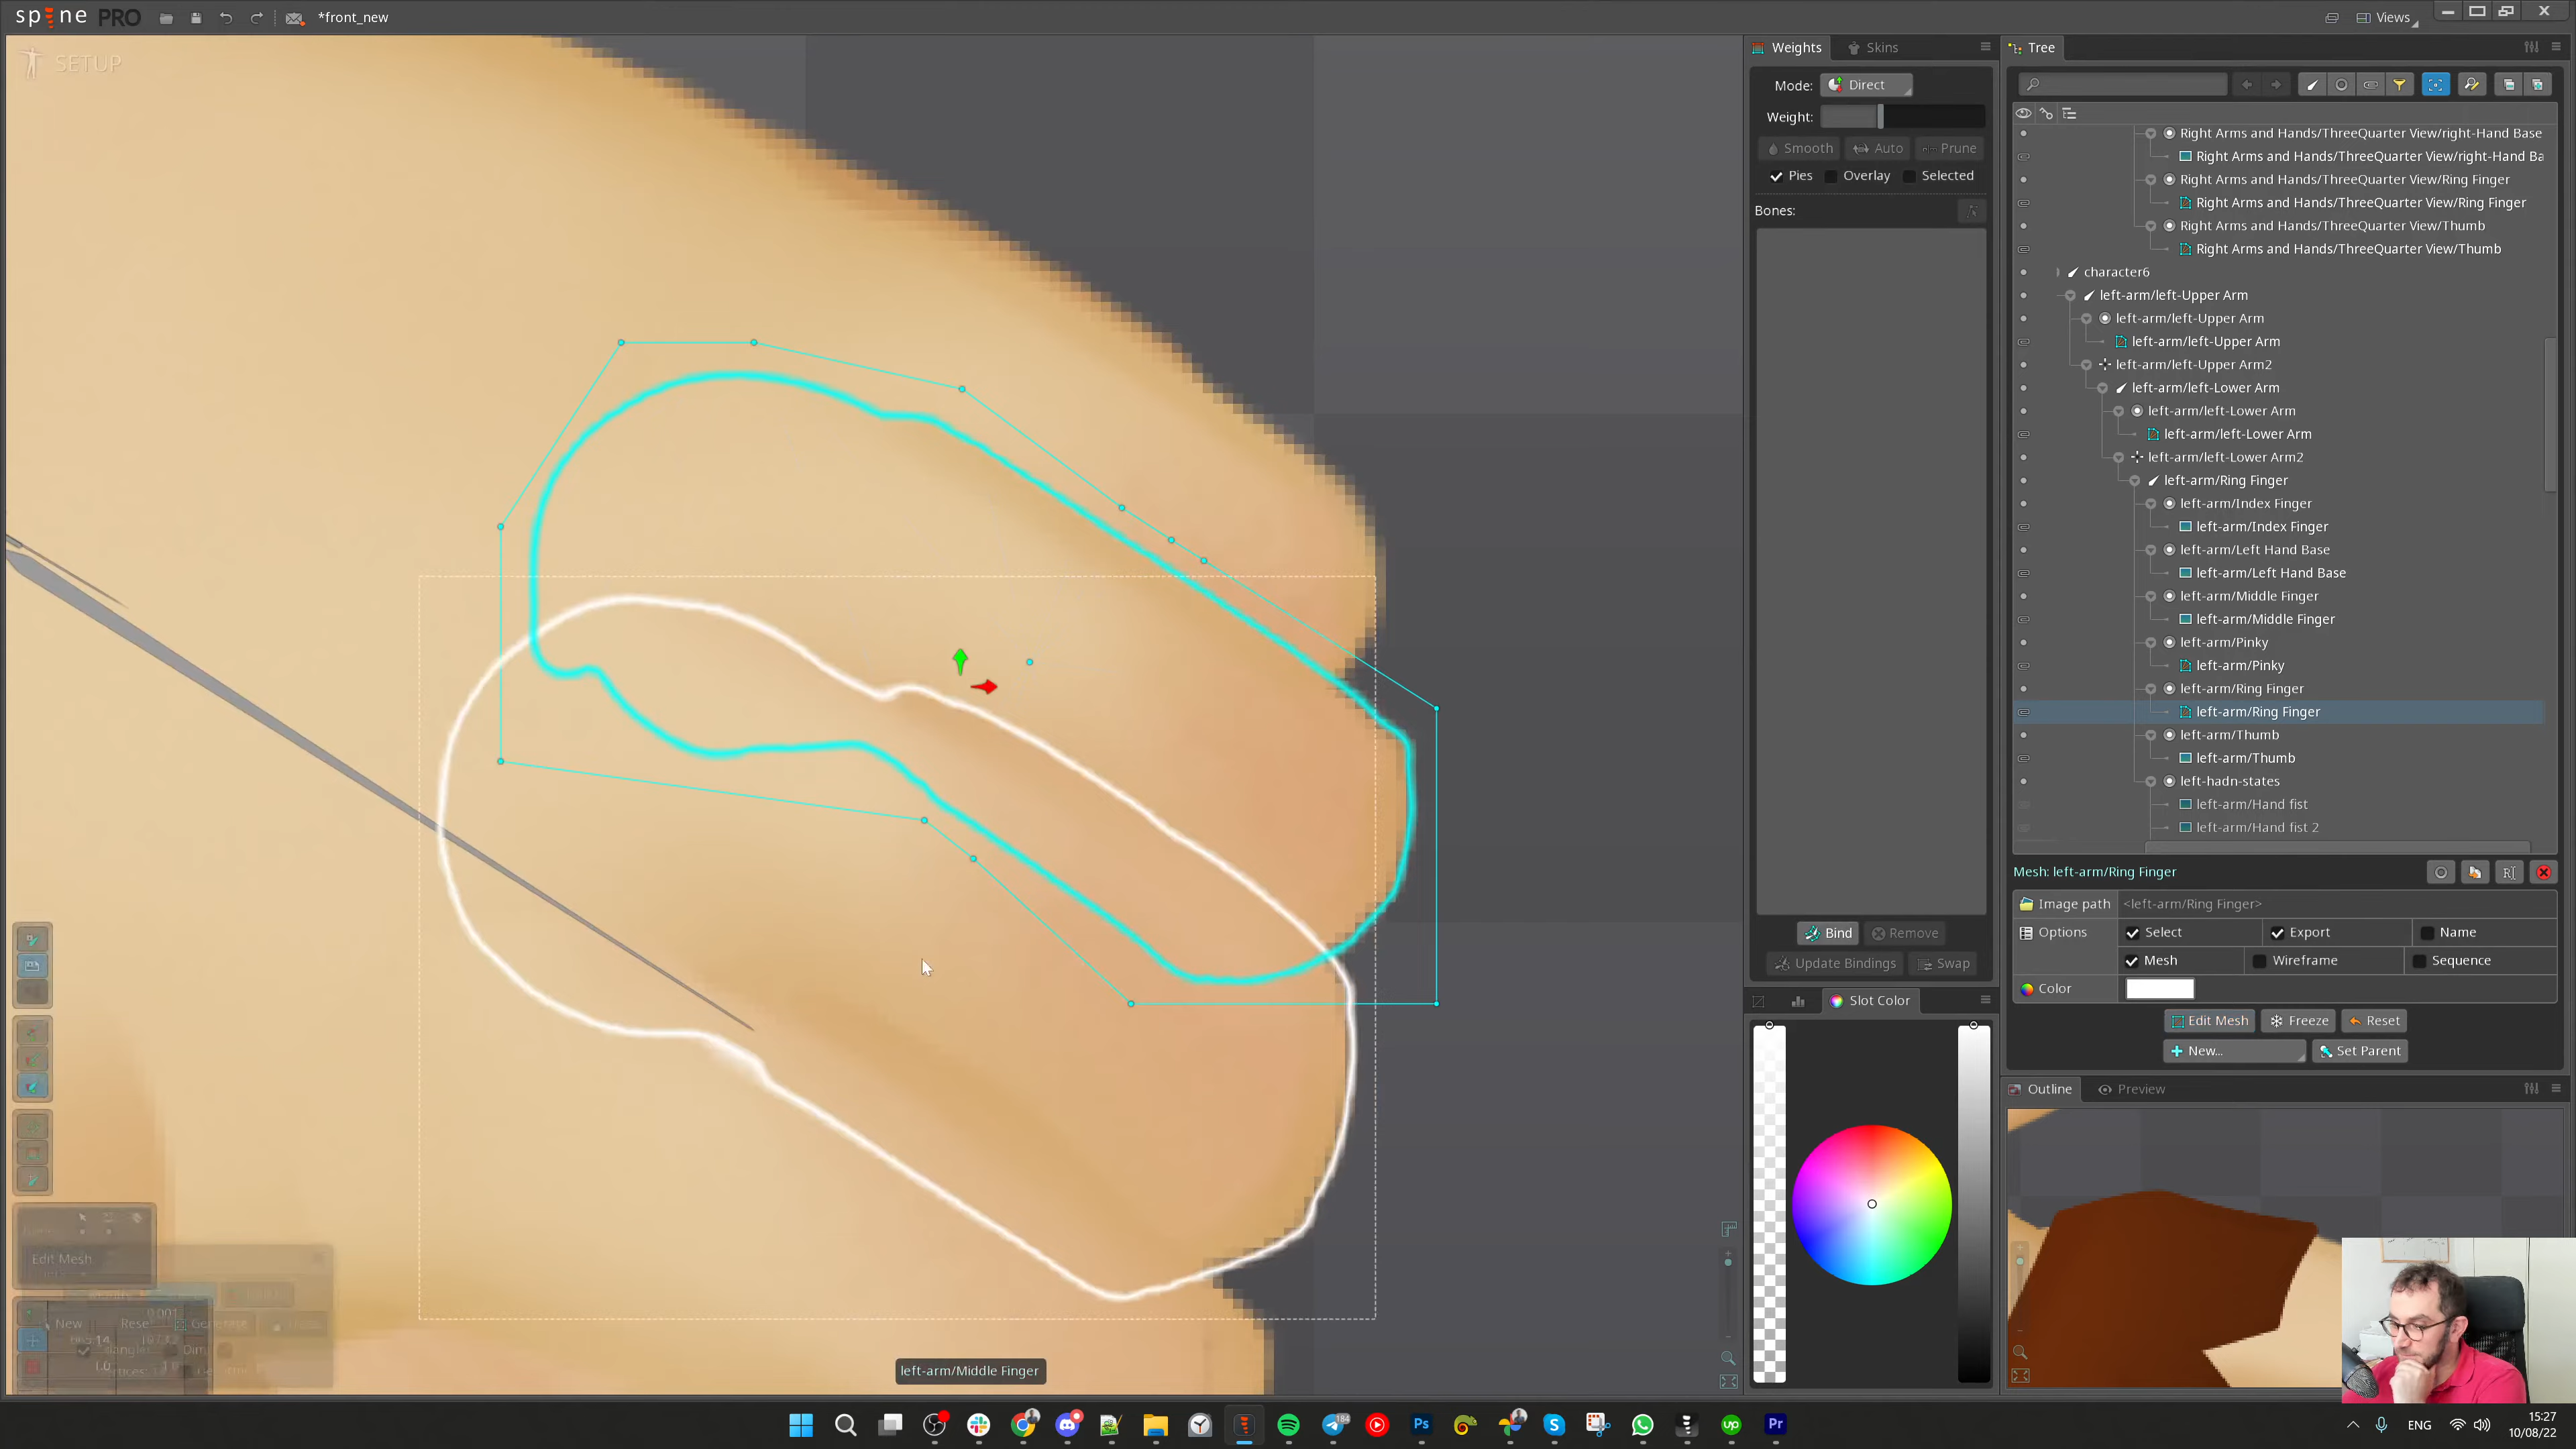 spine PRO
*front_new
Views
SETUP
Weights
Skins
Mode:
Direct
Weight:
Smooth
Auto
Prune
Pies
Overlay
Selected
Bones:
Bind
Remove
Update Bindings
Swap
Slot Color
Tree
Right Arms and Hands/ThreeQuarter View/right-Hand Base
Right Arms and Hands/ThreeQuarter View/right-Hand Ba
Right Arms and Hands/ThreeQuarter View/Ring Finger
Right Arms and Hands/ThreeQuarter View/Ring Finger
Right Arms and Hands/ThreeQuarter View/Thumb
Right Arms and Hands/ThreeQuarter View/Thumb
character6
left-arm/left-Upper Arm
left-arm/left-Upper Arm
left-arm/left-Upper Arm
left-arm/left-Upper Arm2
left-arm/left-Lower Arm
left-arm/left-Lower Arm
left-arm/left-Lower Arm
left-arm/left-Lower Arm2
left-arm/Ring Finger
left-arm/Index Finger
left-arm/Index Finger
left-arm/Left Hand Base
left-arm/Left Hand Base
left-arm/Middle Finger
left-arm/Middle Finger
left-arm/Pinky
left-arm/Pinky
left-arm/Ring Finger
left-arm/Ring Finger
left-arm/Thumb
left-arm/Thumb
left-hadn-states
left-arm/Hand fist
left-arm/Hand fist 2
Mesh: left-arm/Ring Finger
Image path
<left-arm/Ring Finger>
Options
Select
Export
Name
Mesh
Wireframe
Sequence
Color
Edit Mesh
Freeze
Reset
New...
Set Parent
Outline
Preview
Edit Mesh
New
Generate
left-arm/Middle Finger
184
Ps
up
Pr
ENG
15:27
10/08/22